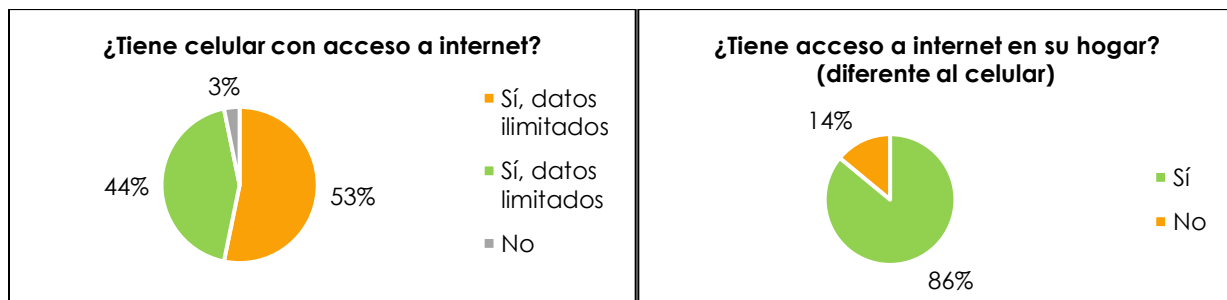 ¿Tiene celular con acceso a internet?
3%
44%
53%
Sí, datos
ilimitados
Sí, datos
limitados
No
¿Tiene acceso a internet en su hogar?
(diferente al celular)
14%
86%
Sí
No